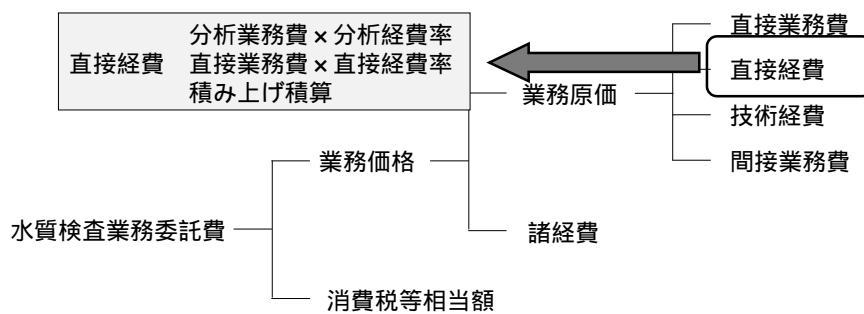 分析業務費×分析経費率
直接経費 直接業務費×直接経費率
積み上げ積算
直接業務費
直接経費
業務原価
技術経費
間接業務費
業務価格
水質検査業務委託費
諸経費
消費税等相当額